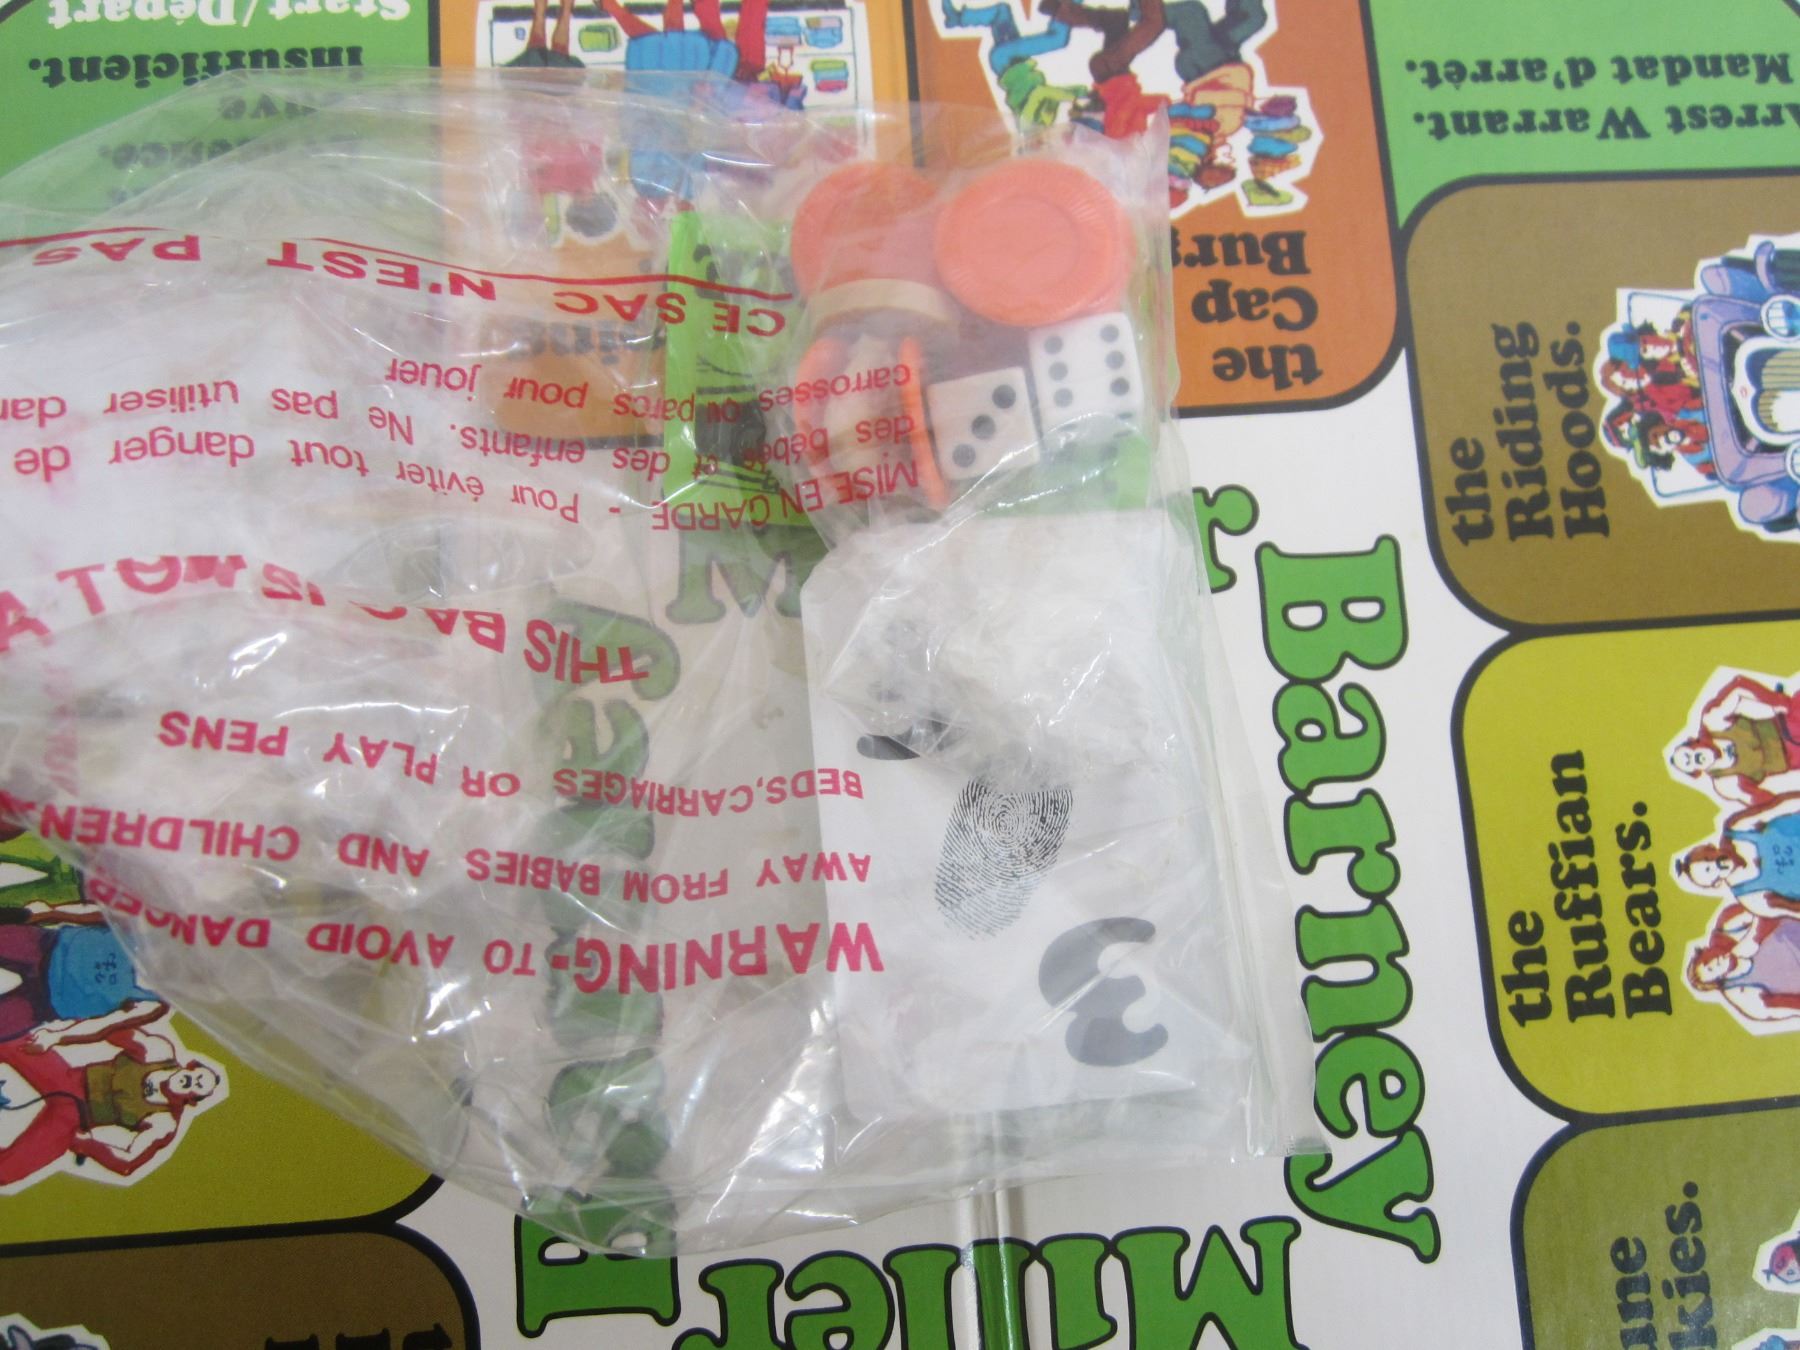 Start/Départ
insufficient.
Arrest Warrant.
Mandat d'arrèt.
the
Cap
the
Riding
Hoods.
the
Ruffian
Bears.
Barney
Miller
Barney
CE SAC N'EST PAS
MISE EN GARDE - Pour éviter tout danger de
des bébés et des enfants. Ne pas utiliser
carrosses ou parcs pour jouer
THIS BAG IS NOT A
WARNING-TO AVOID DANGER
AWAY FROM BABIES AND CHILDREN
BEDS,CARRIAGES OR PLAY PENS
3